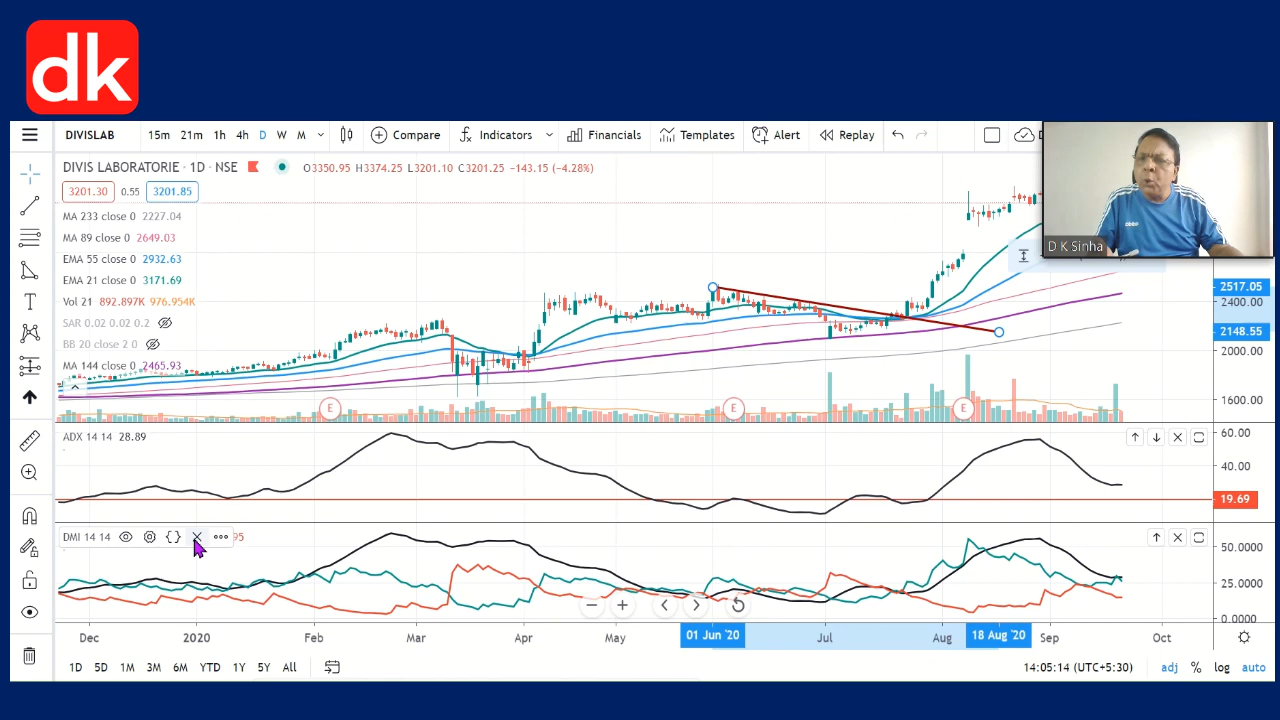 dk
DIVISLAB 15m 21m 1h 4h D W M Compare Indicators Financials Templates Alert Replay
DIVIS LABORATORIE · 1D · NSE O3350.95 H3374.25 L3201.10 C3201.25 −143.15 (−4.28%)
3201.30 0.55 3201.85
MA 233 close 0 2227.04
MA 89 close 0 2649.03
EMA 55 close 0 2932.63
EMA 21 close 0 3171.69
Vol 21 892.897K 976.954K
SAR 0.02 0.02 0.2
BB 20 close 2 0
MA 144 close 0 2465.93
D K Sinha
2517.05
2400.00
2148.55
2000.00
1600.00
E E E
ADX 14 14 28.89
60.00
40.00
19.69
DMI 14 14 95
50.0000
25.0000
0.0000
Dec 2020 Feb Mar Apr May 01 Jun '20 Jul Aug 18 Aug '20 Sep Oct
1D 5D 1M 3M 6M YTD 1Y 5Y All 14:05:14 (UTC+5:30) adj % log auto